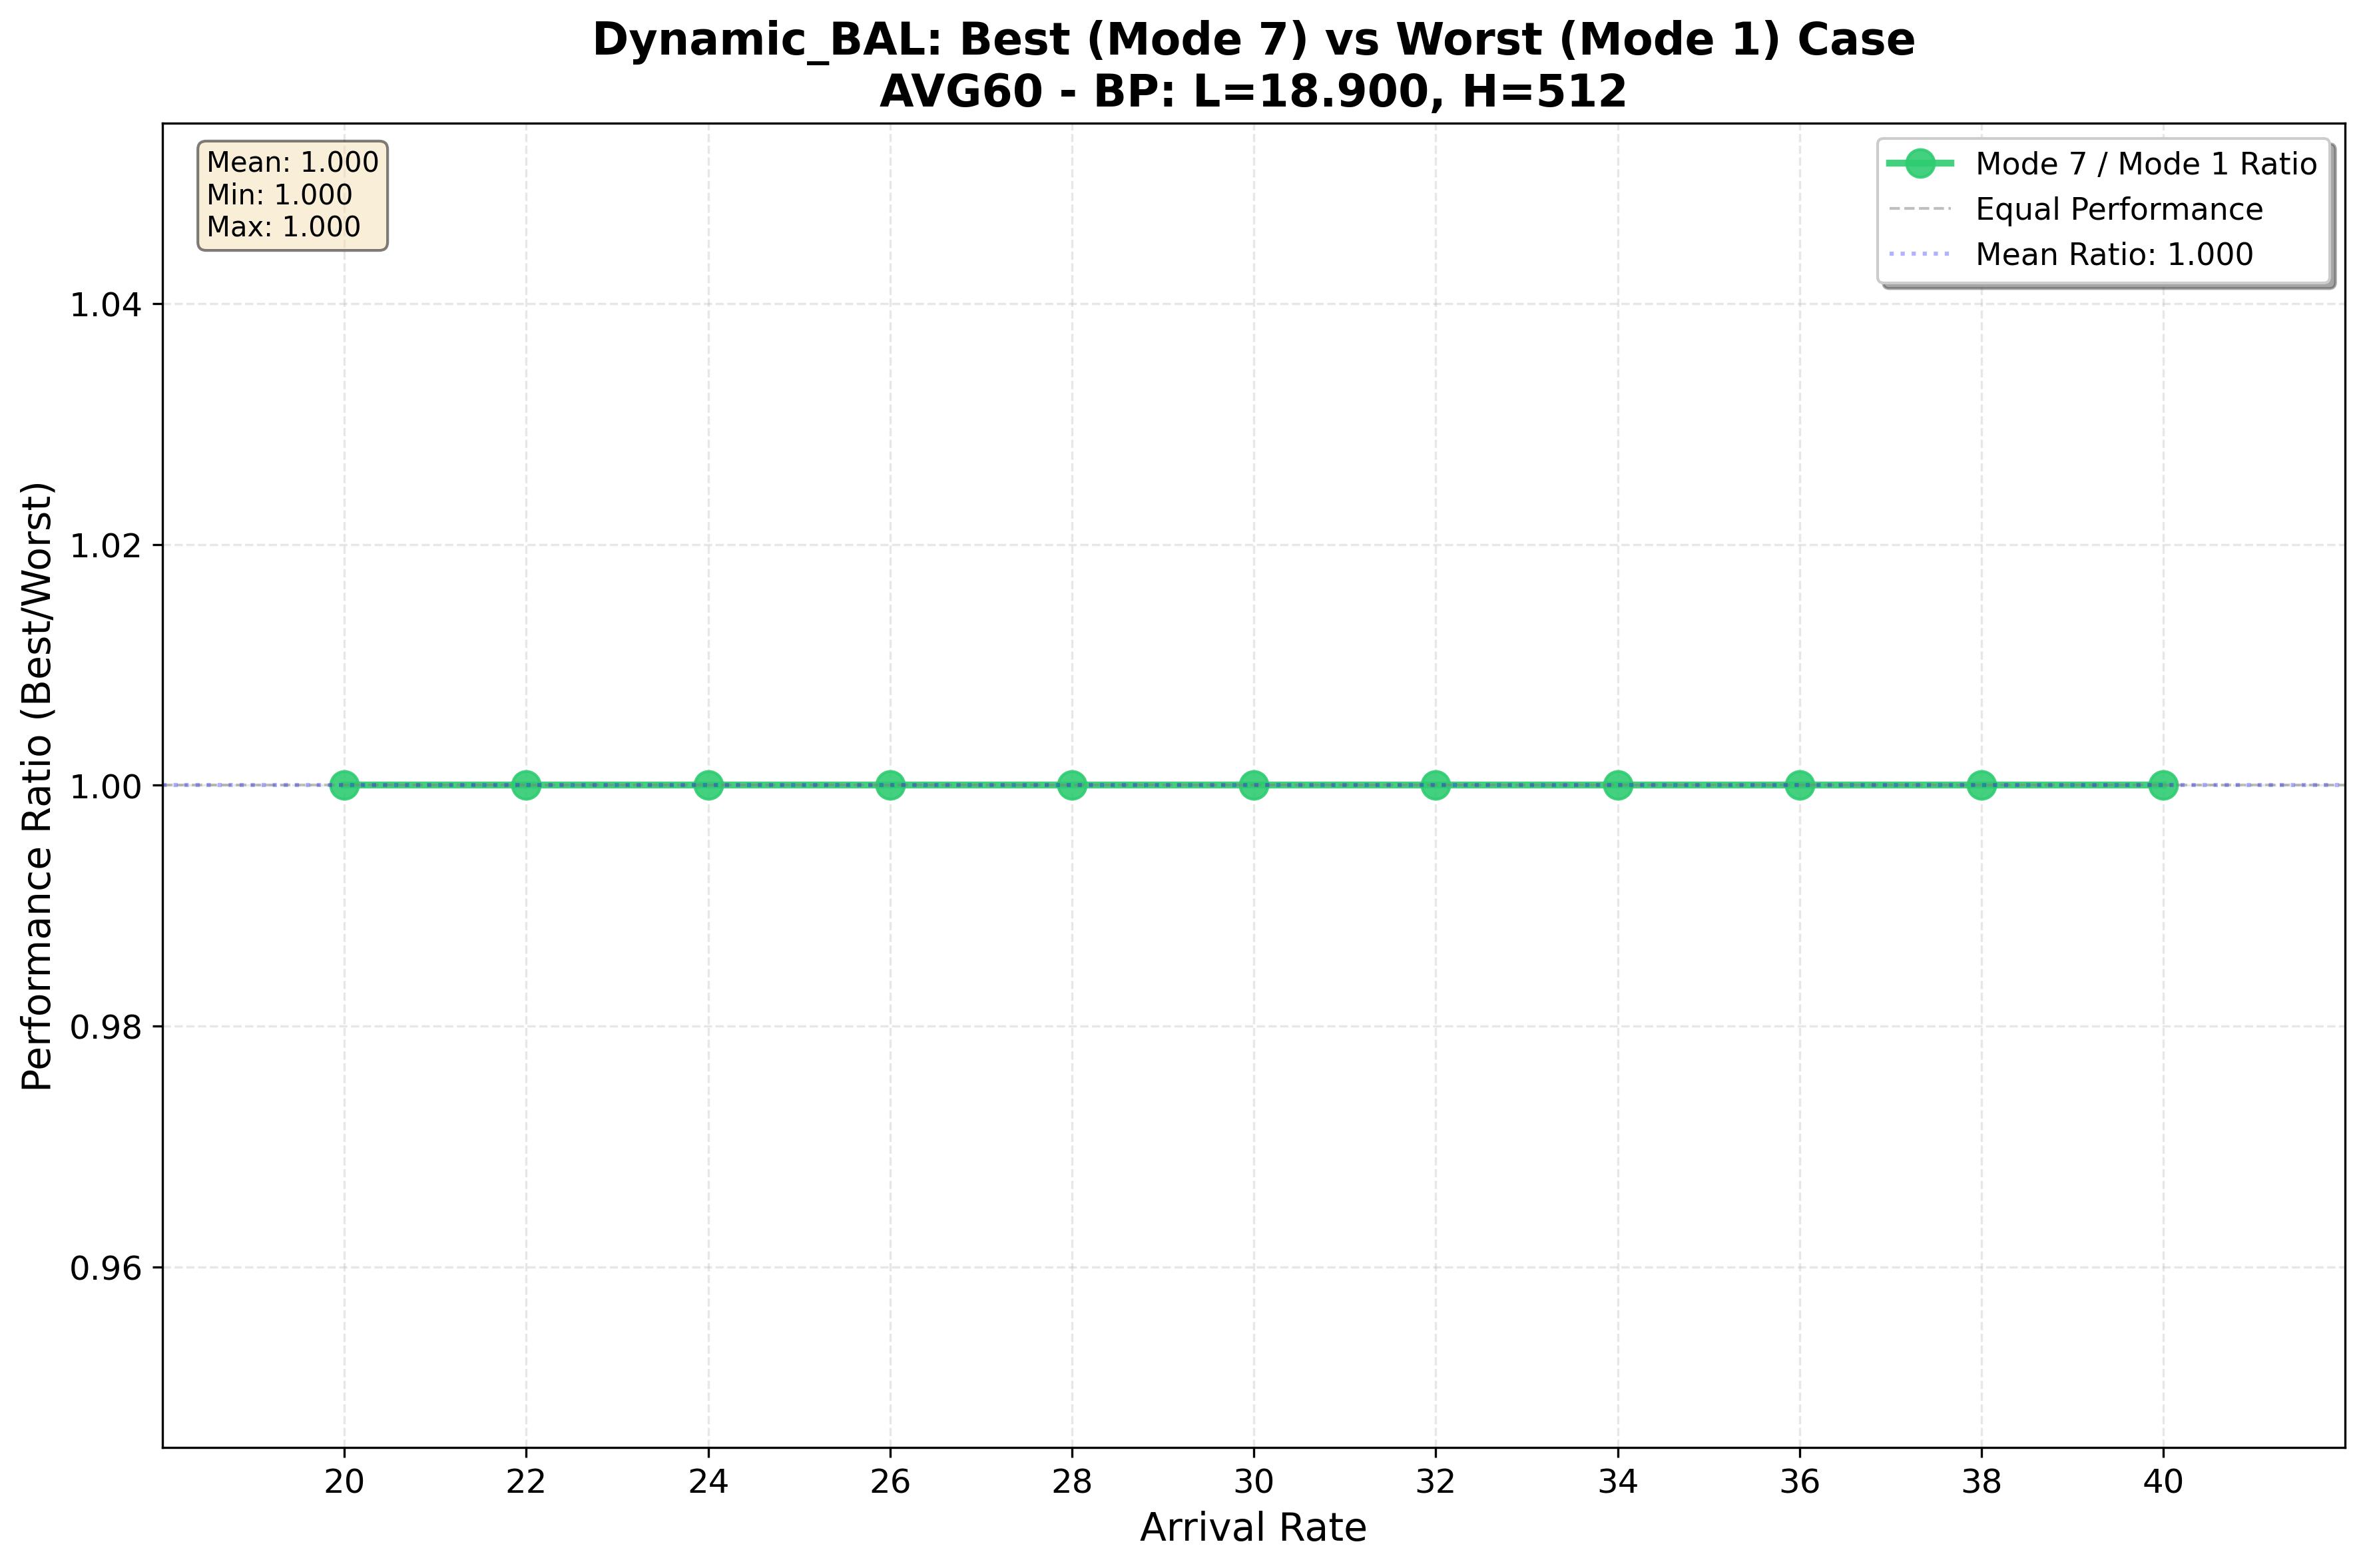 Dynamic_BAL: Best (Mode 7) vs Worst (Mode 1) Case
AVG60 - BP: L=18.900, H=512
Mean: 1.000
Min: 1.000
Max: 1.000
Mode 7 / Mode 1 Ratio
Equal Performance
Mean Ratio: 1.000
Performance Ratio (Best/Worst)
1.04
1.02
1.00
0.98
0.96
20 22 24 26 28 30 32 34 36 38 40
Arrival Rate